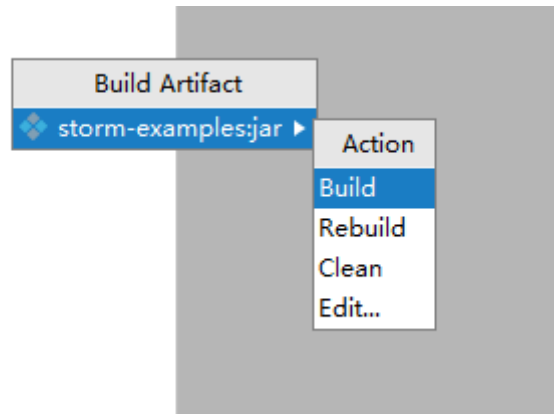 Build Artifact
storm-examples:jar
Action
Build
Rebuild
Clean
Edit...